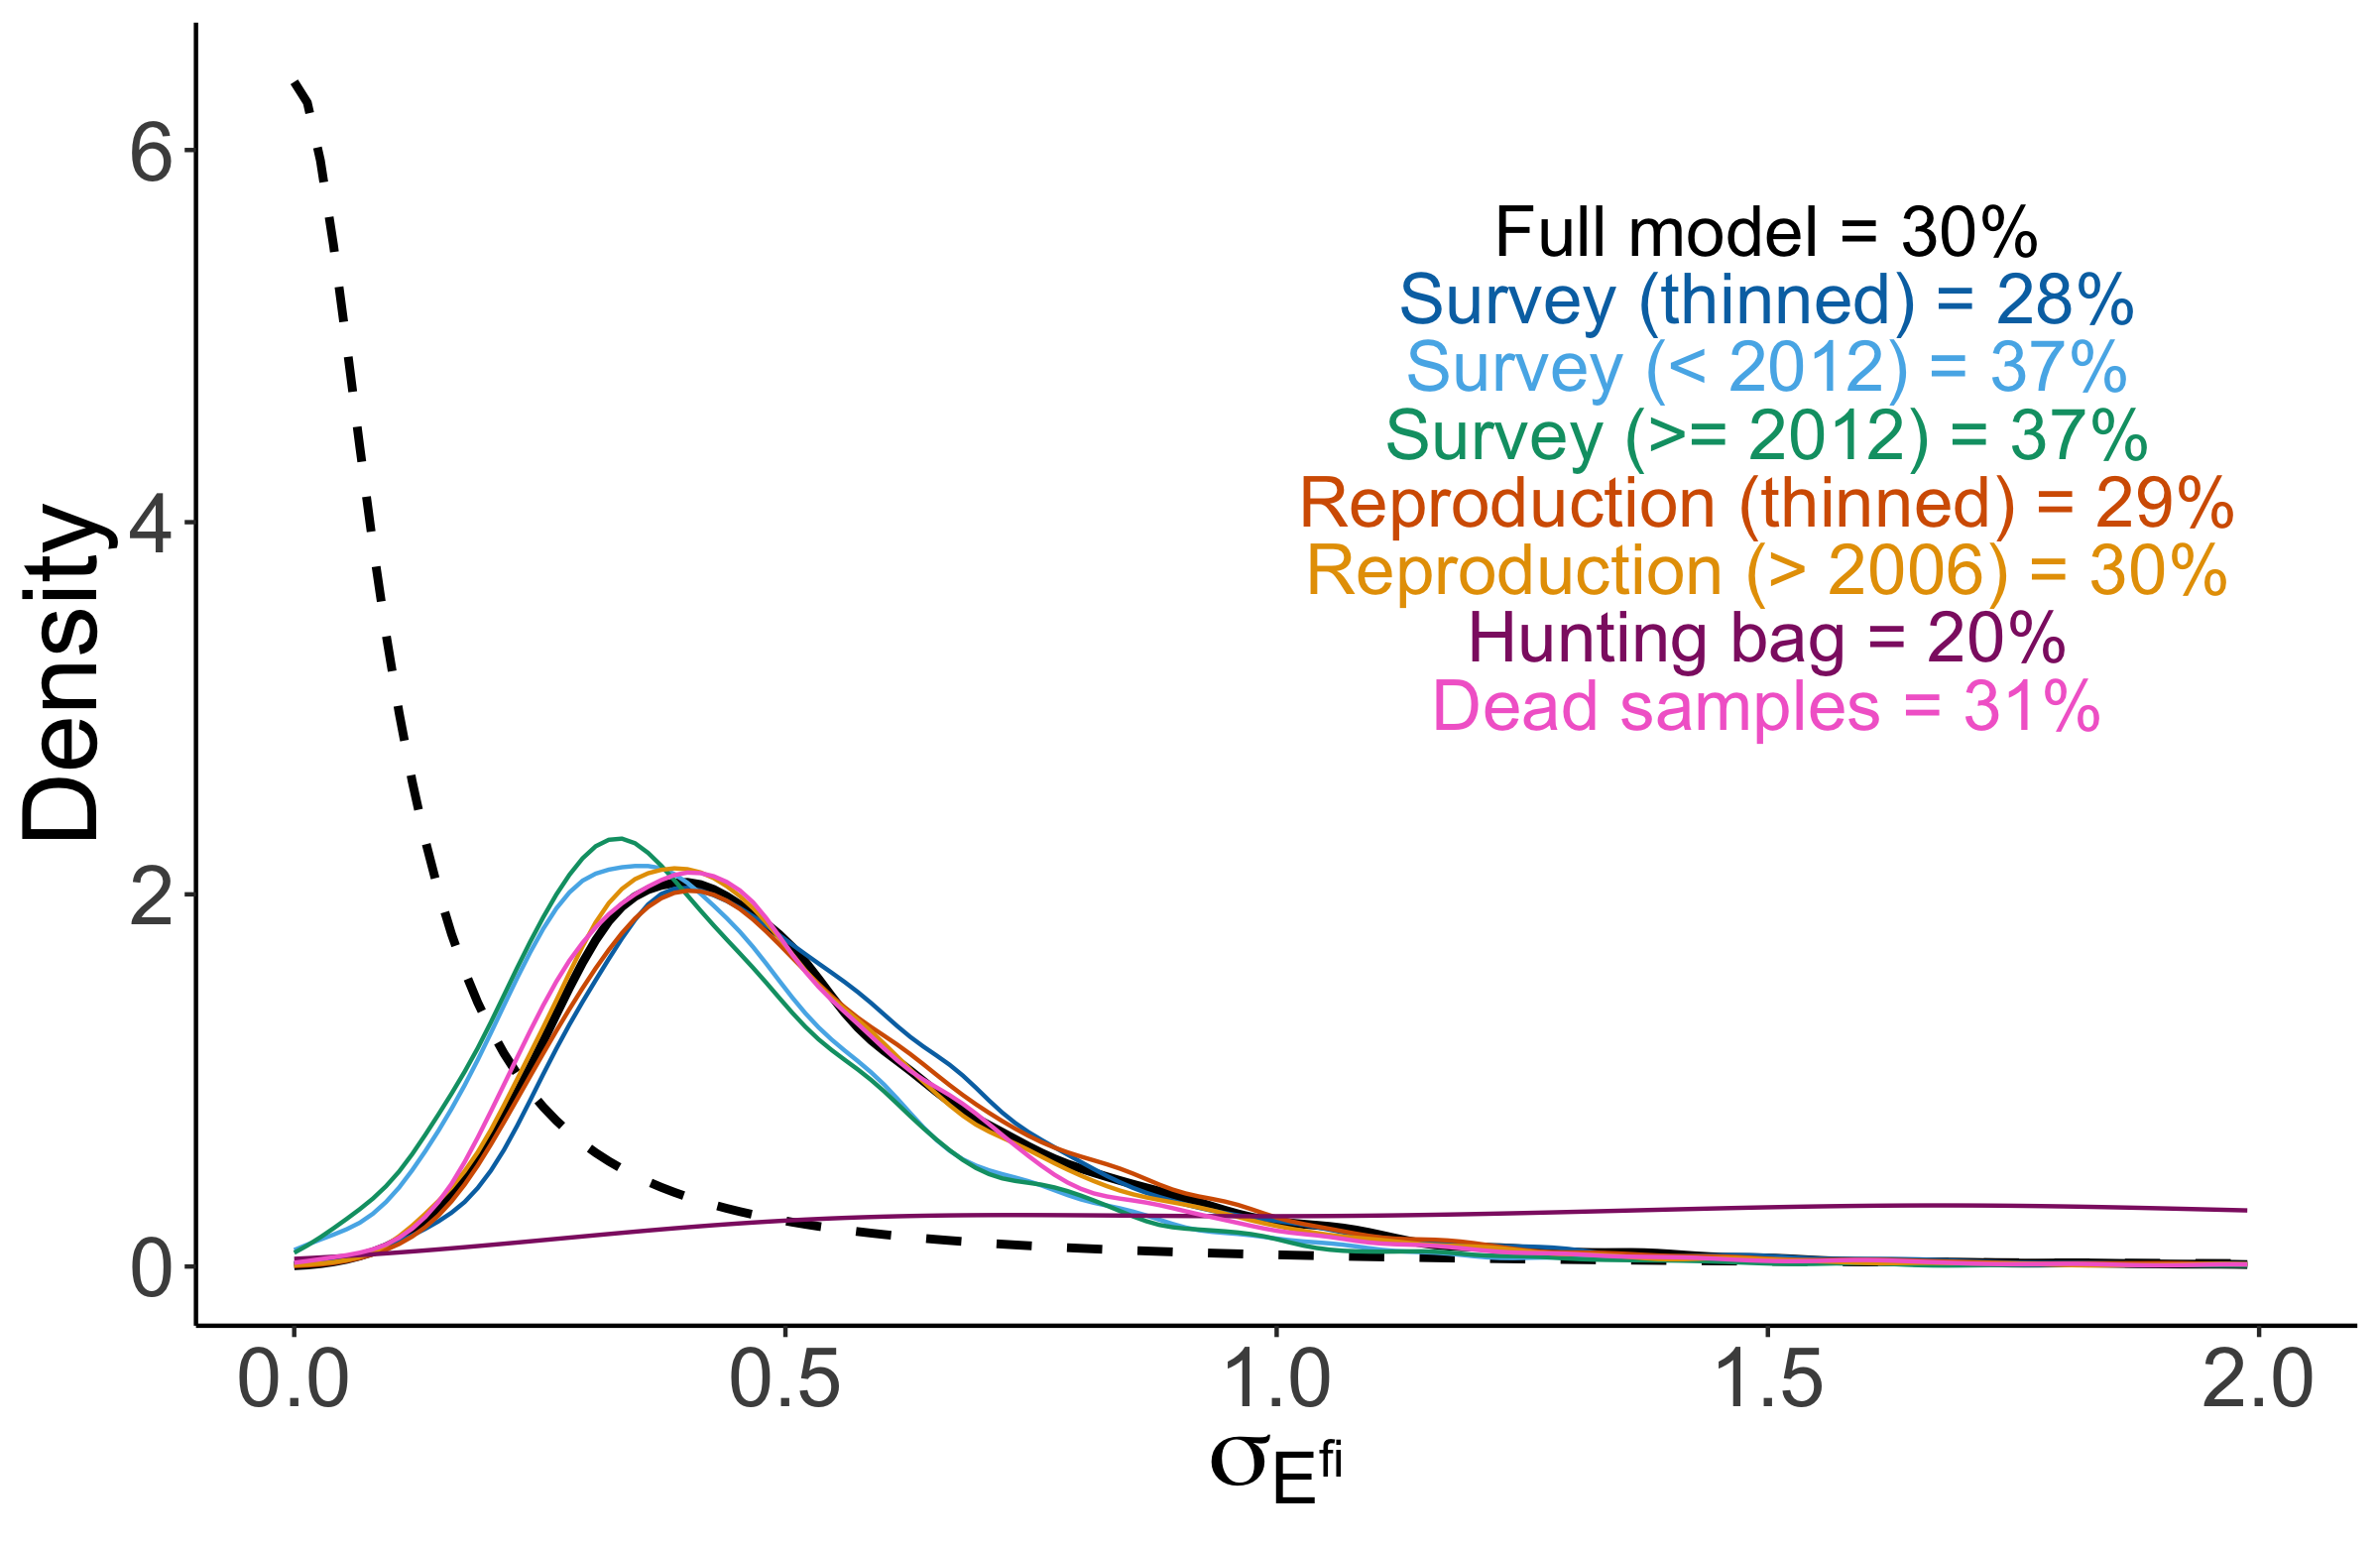 6
4
2
0
Density
Full model = 30%
Survey (thinned) = 28%
Survey (< 2012) = 37%
Survey (>= 2012) = 37%
Reproduction (thinned) = 29%
Reproduction (> 2006) = 30%
Hunting bag = 20%
Dead samples = 31%
0.0 0.5 1.0 1.5 2.0
σ_E^fi